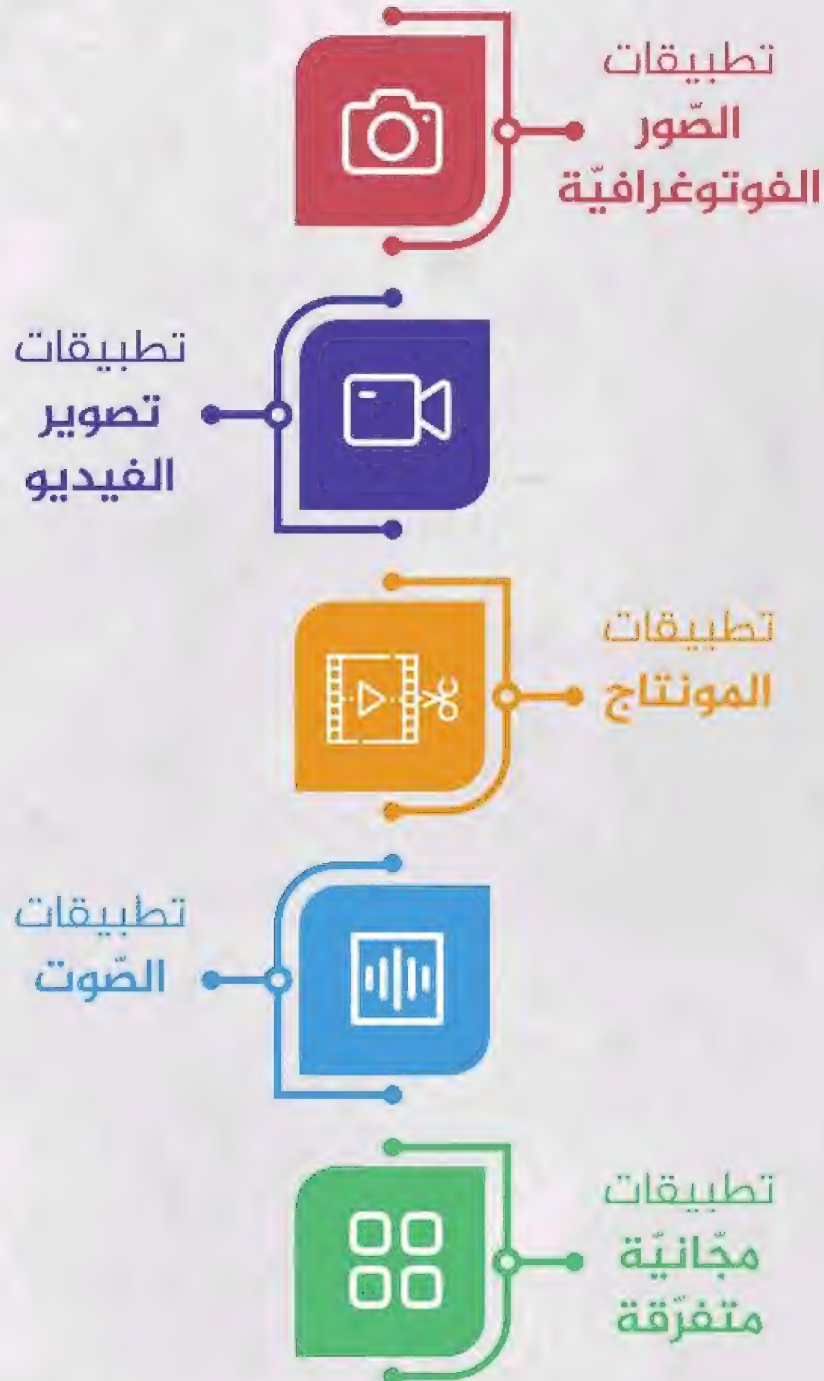 تطبيقات
الصّور
الفوتوغرافيّة
تطبيقات
تصوير
الفيديو
تطبيقات
المونتاج
تطبيقات
الصّوت
تطبيقات
مجّانيّة
متفرّقة